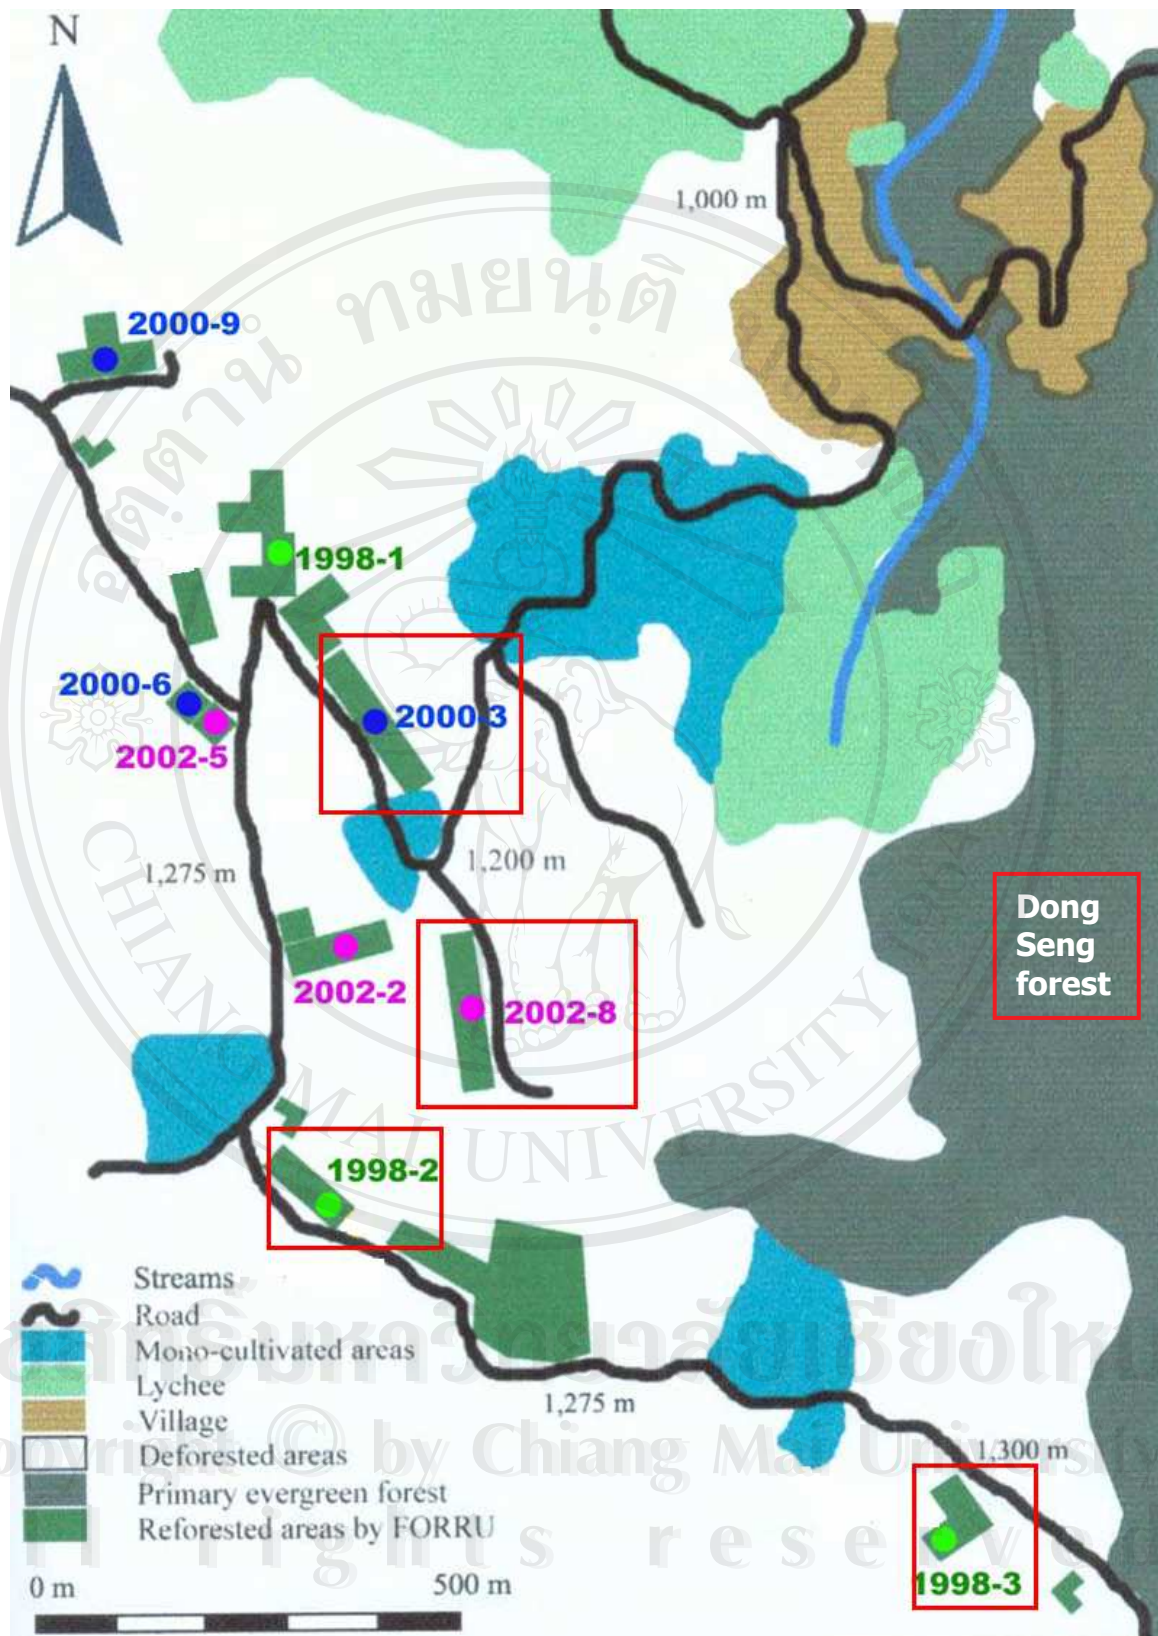 N
1,000 m
2000-9
1998-1
2000-6
2000-3
2002-5
1,275 m
1,200 m
Dong
Seng
forest
2002-2
2002-8
1998-2
Streams
Road
Mono-cultivated areas
Lychee
Village
Deforested areas
Primary evergreen forest
Reforested areas by FORRU
1,275 m
1,300 m
1998-3
0 m 500 m
CHIANG MAI UNIVERSITY
by Chiang Mai University
rights reserved